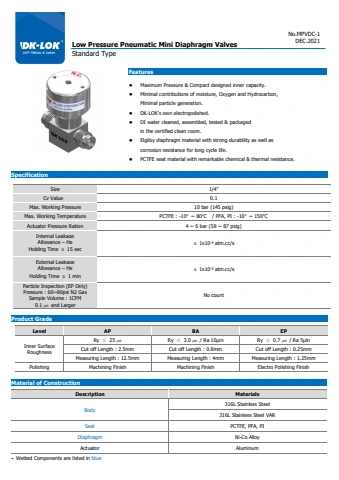 DK-LOK
No.MPVDC-1
DEC.2021
Low Pressure Pneumatic Mini Diaphragm Valves
Standard Type
Features
● Maximum Pressure & Compact designed inner capacity.
● Minimal contributions of moisture, Oxygen and Hydrocarbon,
Minimal particle generation.
● DK-LOK's own electropolished.
● DI water cleaned, assembled, tested & packaged
in the certified clean room.
● Elgiloy diaphragm material with strong durability as well as
corrosion resistance for long cycle life.
● PCTFE seat material with remarkable chemical & thermal resistance.
Specification
Size 1/4"
Cv Value 0.1
Max. Working Pressure 10 bar (145 psig)
Max. Working Temperature PCTFE : -10° ~ 80℃ / PFA, PI : -10° ~ 150℃
Actuator Pressure Ration 4 ~ 6 bar (58 ~ 87 psig)
Internal Leakage
Allowance – He
Holding Time ≥ 15 sec
≤ 1x10⁻⁹ atm.cc/s
External Leakage
Allowance – He
Holding Time ≥ 1 min
≤ 1x10⁻⁹ atm.cc/s
Particle Inspection (EP Only)
Pressure : 60~80psi N2 Gas
Sample Volume : 1CFM
0.1 ㎛ and Larger
No count
Product Grade
Level AP BA EP
Inner Surface
Roughness
Ry ≤ 25 ㎛ Ry ≤ 3.0 ㎛ / Ra 10μin Ry ≤ 0.7 ㎛ / Ra 5μin
Cut off Length : 2.5mm Cut off Length : 0.8mm Cut off Length : 0.25mm
Measuring Length : 12.5mm Measuring Length : 4mm Measuring Length : 1.25mm
Polishing Machining Finish Machining Finish Electro Polishing Finish
Material of Construction
Description Materials
Body
316L Stainless Steel
316L Stainless Steel VAR
Seat PCTFE, PFA, PI
Diaphragm Ni-Co Alloy
Actuator Aluminum
• Wetted Components are listed in blue